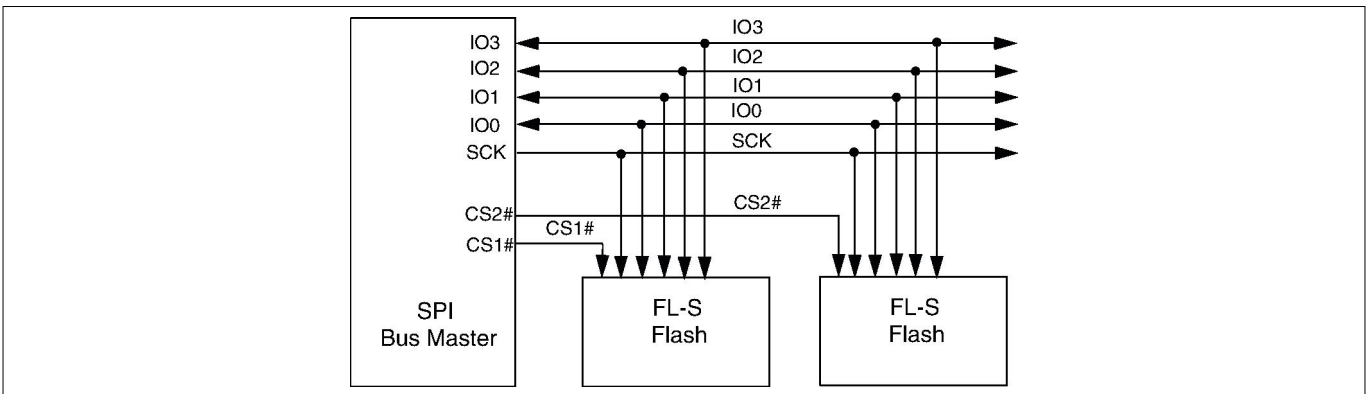 IO3
IO3
IO2
IO2
IO1
IO1
IO0
IO0
SCK
SCK
CS2#
CS2#
CS1#
CS1#
SPI
Bus Master
FL-S
Flash
FL-S
Flash